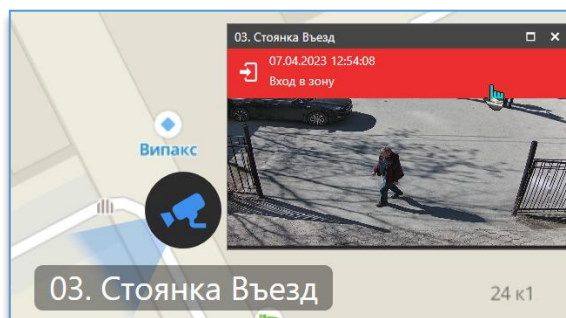 03. Стоянка Въезд
07.04.2023 12:54:08
Вход в зону
Випакс
03. Стоянка Въезд
24 к1